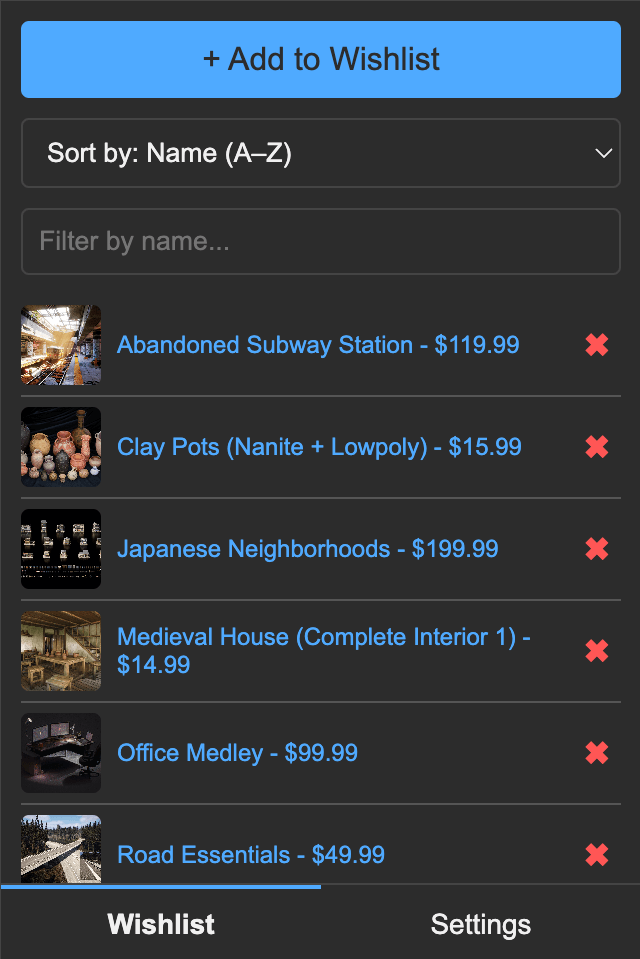 + Add to Wishlist
Sort by: Name (A–Z)
Filter by name...
Abandoned Subway Station - $119.99
✖
Clay Pots (Nanite + Lowpoly) - $15.99
✖
Japanese Neighborhoods - $199.99
✖
Medieval House (Complete Interior 1) -
$14.99
✖
Office Medley - $99.99
✖
Road Essentials - $49.99
✖
Wishlist
Settings